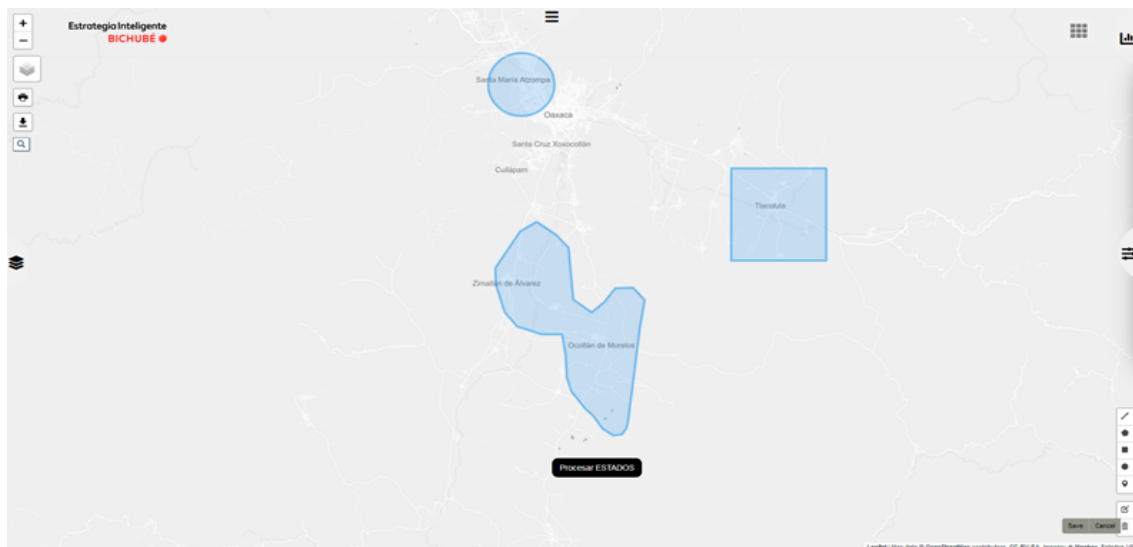 +
Estrategia Inteligente
BICHUBÉ
−
Santa María Atzompa
Oaxaca
Santa Cruz Xoxocotlán
Cuilápam
Tlacolula
Zimatlán de Álvarez
Ocotlán de Morelos
Procesar ESTADOS
Save Cancel